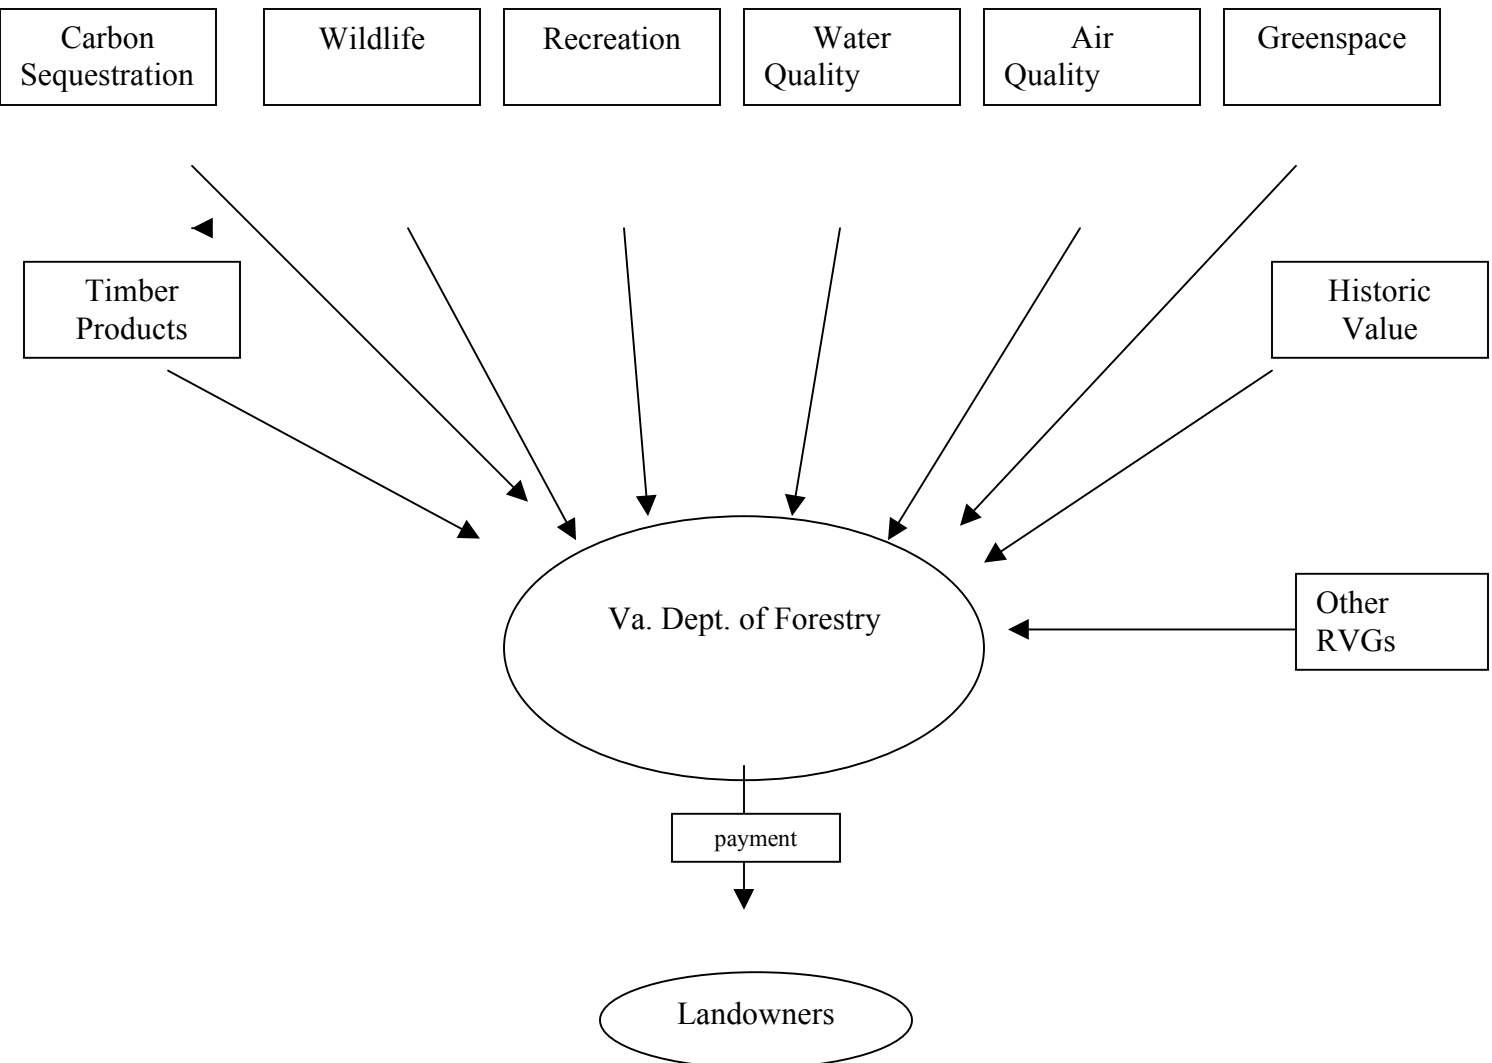 Carbon
Sequestration
Wildlife
Recreation
Water
Quality
Air
Quality
Greenspace
Timber
Products
Historic
Value
Va. Dept. of Forestry
Other
RVGs
payment
Landowners